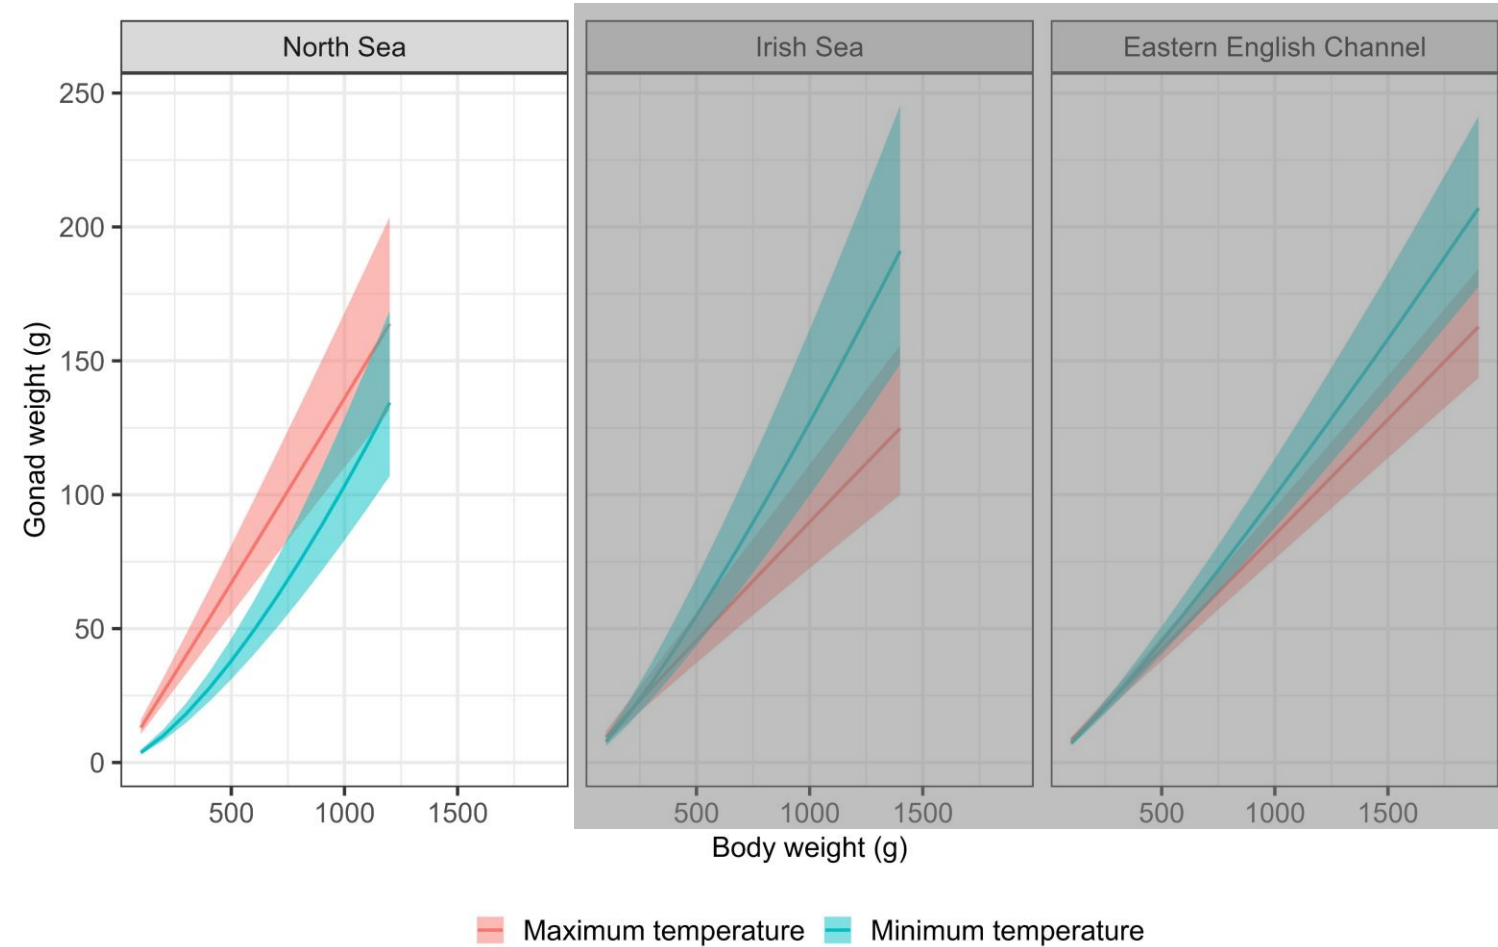 North Sea
Irish Sea
Eastern English Channel
250
200
150
100
50
0
Gonad weight (g)
500 1000 1500
500 1000 1500
500 1000 1500
Body weight (g)
Maximum temperature
Minimum temperature